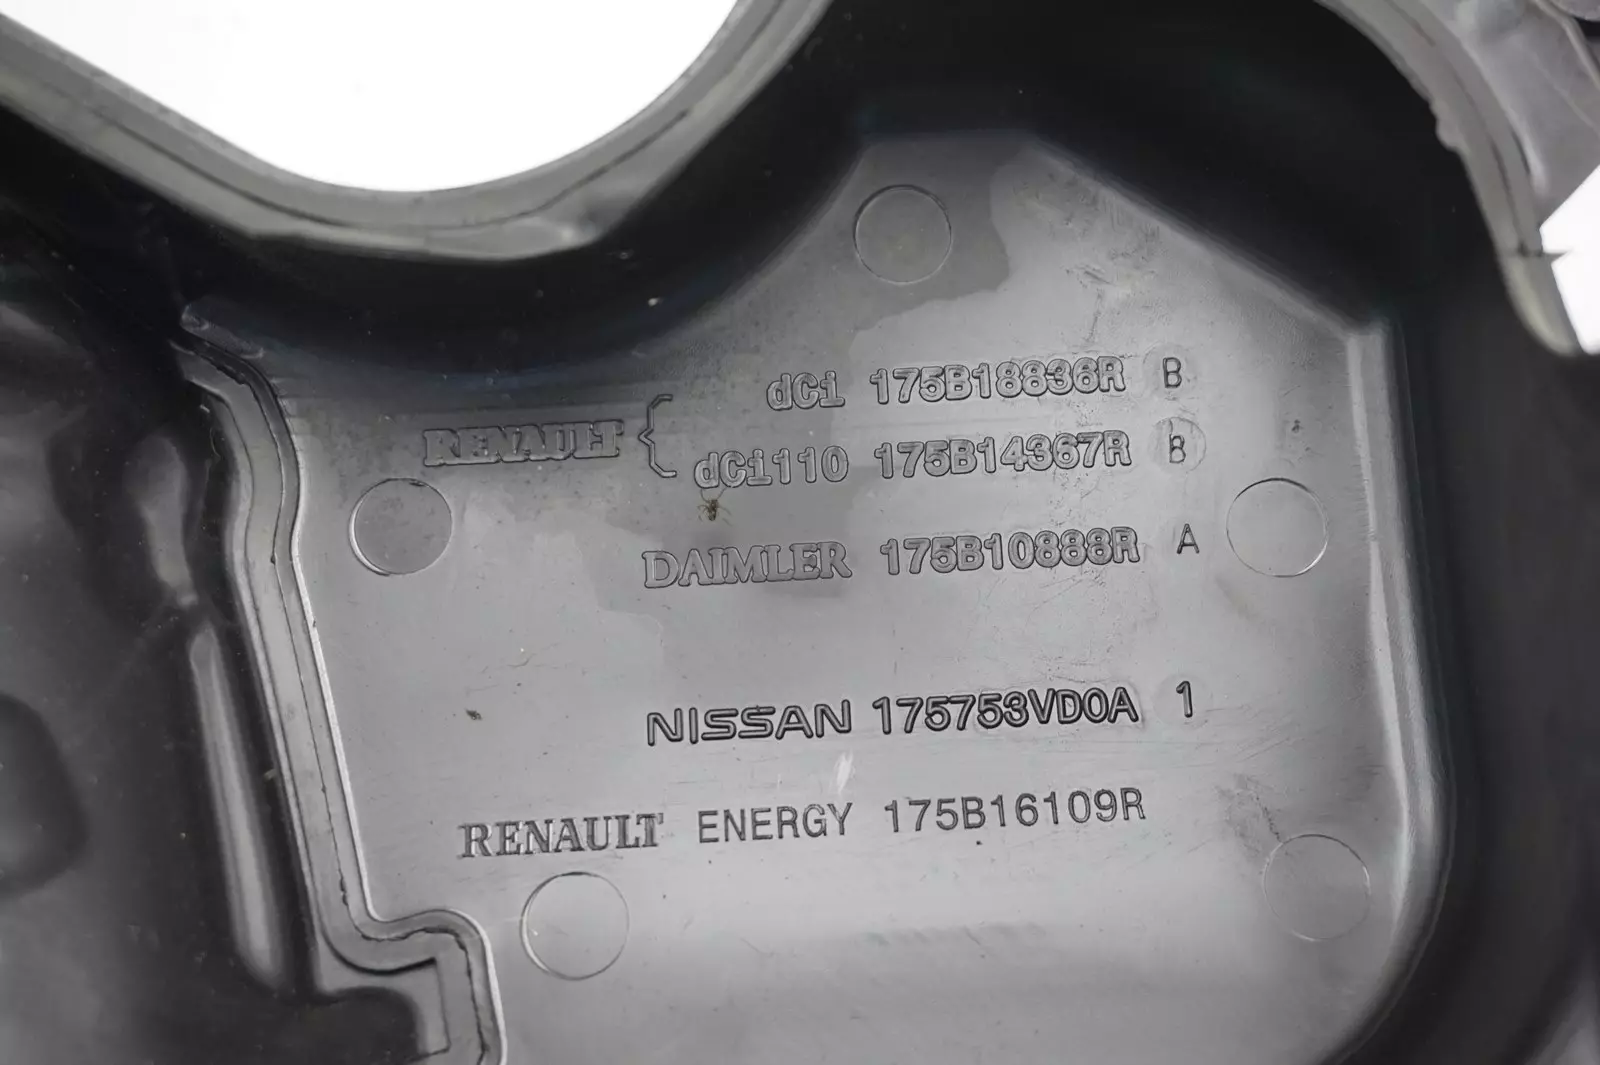 dCi 175B18836R B
RENAULT { dCi110 175B14367R B
DAIMLER 175B10888R A
NISSAN 175753VD0A 1
RENAULT ENERGY 175B16109R